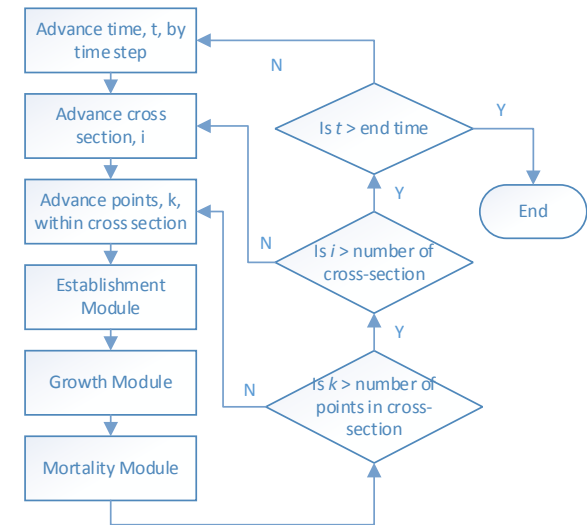 Advance time, t, by
time step
N
Y
Is t > end time
Advance cross
section, i
Y
Advance points, k,
within cross section
End
N
Is i > number of
cross-section
Establishment
Module
Y
Growth Module
N
Is k > number of
points in cross-
section
Mortality Module